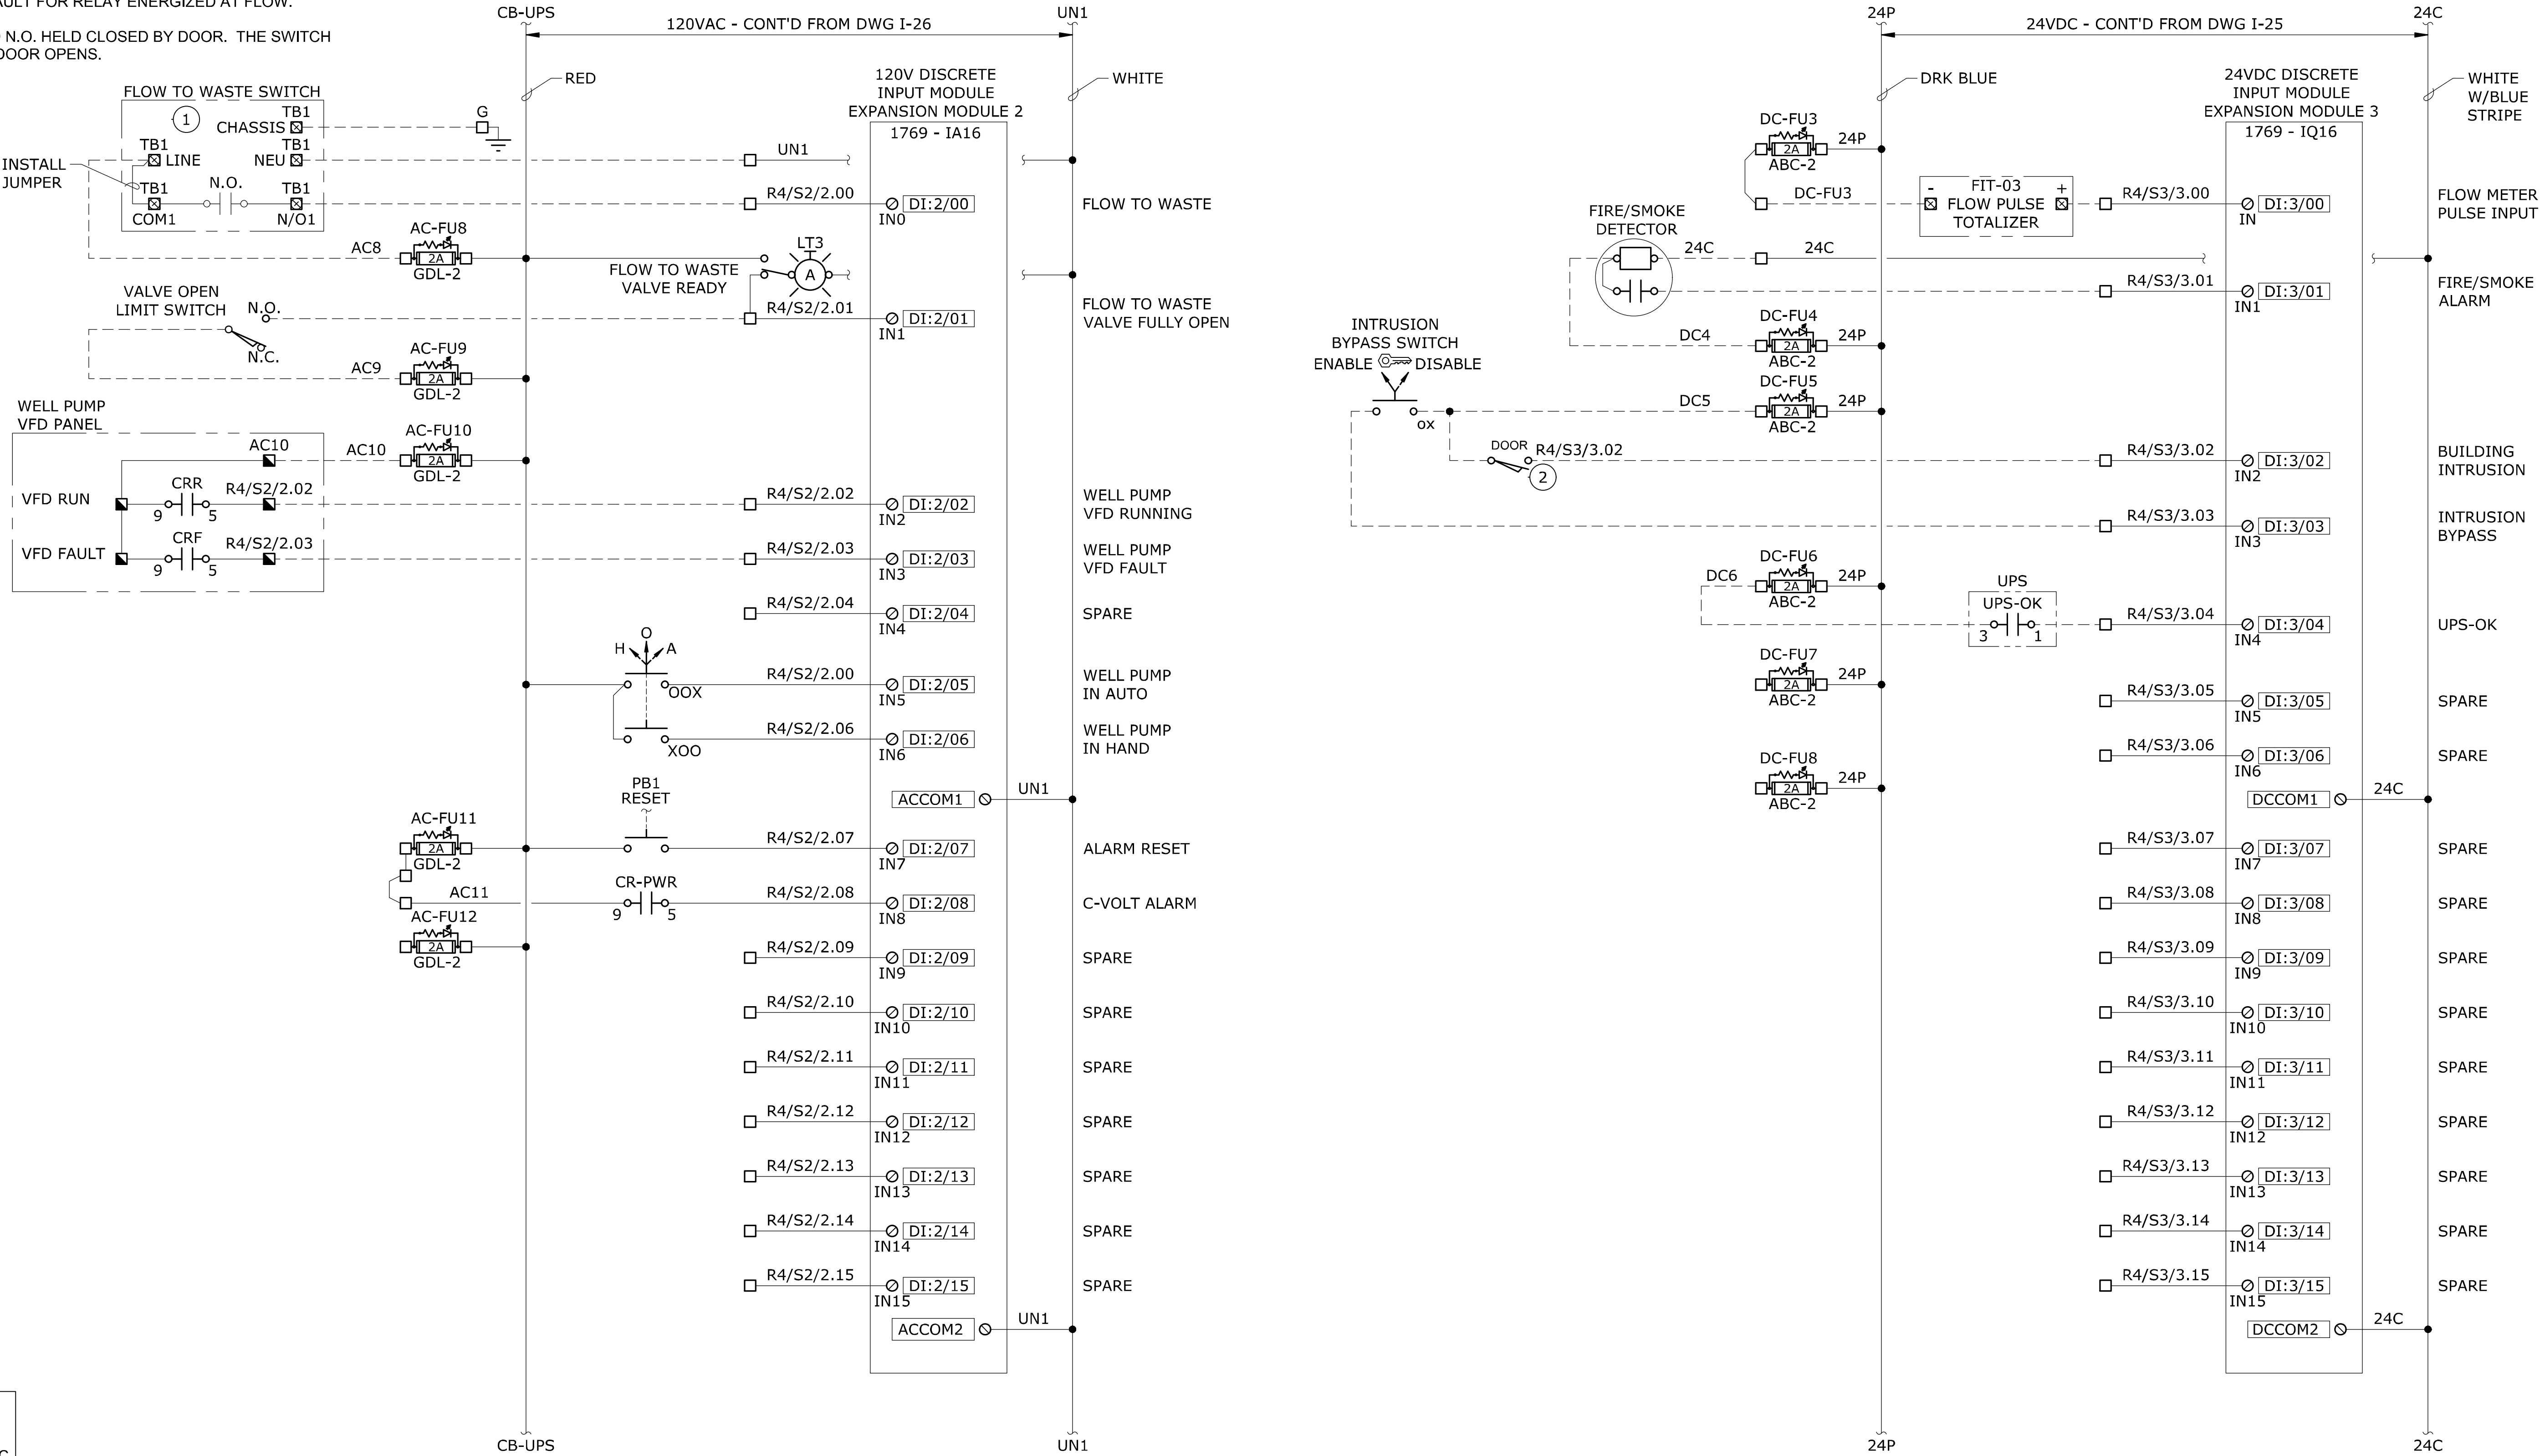 AULT FOR RELAY ENERGIZED AT FLOW.
N.O. HELD CLOSED BY DOOR. THE SWITCH
DOOR OPENS.
CB-UPS
120VAC - CONT'D FROM DWG I-26
UN1
RED
WHITE
120V DISCRETE
INPUT MODULE
EXPANSION MODULE 2
1769 - IA16
FLOW TO WASTE SWITCH
1
TB1
CHASSIS
G
TB1
LINE
TB1
NEU
INSTALL
JUMPER
TB1
COM1
N.O.
TB1
N/O1
UN1
R4/S2/2.00
IN0
DI:2/00
FLOW TO WASTE
AC8
AC-FU8
2A
GDL-2
FLOW TO WASTE
VALVE READY
LT3
A
VALVE OPEN
LIMIT SWITCH
N.O.
N.C.
R4/S2/2.01
IN1
DI:2/01
FLOW TO WASTE
VALVE FULLY OPEN
AC9
AC-FU9
2A
GDL-2
WELL PUMP
VFD PANEL
AC10
AC10
AC-FU10
2A
GDL-2
VFD RUN
CRR
9
5
R4/S2/2.02
R4/S2/2.02
IN2
DI:2/02
WELL PUMP
VFD RUNNING
VFD FAULT
CRF
9
5
R4/S2/2.03
R4/S2/2.03
IN3
DI:2/03
WELL PUMP
VFD FAULT
R4/S2/2.04
IN4
DI:2/04
SPARE
H
O
A
OOX
R4/S2/2.00
IN5
DI:2/05
WELL PUMP
IN AUTO
XOO
R4/S2/2.06
IN6
DI:2/06
WELL PUMP
IN HAND
ACCOM1
UN1
PB1
RESET
AC-FU11
2A
GDL-2
R4/S2/2.07
IN7
DI:2/07
ALARM RESET
AC11
CR-PWR
9
5
R4/S2/2.08
IN8
DI:2/08
C-VOLT ALARM
AC-FU12
2A
GDL-2
R4/S2/2.09
IN9
DI:2/09
SPARE
R4/S2/2.10
IN10
DI:2/10
SPARE
R4/S2/2.11
IN11
DI:2/11
SPARE
R4/S2/2.12
IN12
DI:2/12
SPARE
R4/S2/2.13
IN13
DI:2/13
SPARE
R4/S2/2.14
IN14
DI:2/14
SPARE
R4/S2/2.15
IN15
DI:2/15
SPARE
ACCOM2
UN1
CB-UPS
UN1
24P
24VDC - CONT'D FROM DWG I-25
24C
DRK BLUE
WHITE
W/BLUE
STRIPE
24VDC DISCRETE
INPUT MODULE
EXPANSION MODULE 3
1769 - IQ16
DC-FU3
2A
ABC-2
24P
DC-FU3
-
FIT-03
+
FLOW PULSE
TOTALIZER
R4/S3/3.00
IN
DI:3/00
FLOW METER
PULSE INPUT
FIRE/SMOKE
DETECTOR
24C
24C
R4/S3/3.01
IN1
DI:3/01
FIRE/SMOKE
ALARM
DC4
DC-FU4
2A
ABC-2
24P
INTRUSION
BYPASS SWITCH
ENABLE
DISABLE
OX
DC5
DC-FU5
2A
ABC-2
24P
DOOR
R4/S3/3.02
2
R4/S3/3.02
IN2
DI:3/02
BUILDING
INTRUSION
R4/S3/3.03
IN3
DI:3/03
INTRUSION
BYPASS
DC6
DC-FU6
2A
ABC-2
24P
UPS
UPS-OK
3
1
R4/S3/3.04
IN4
DI:3/04
UPS-OK
DC-FU7
2A
ABC-2
24P
R4/S3/3.05
IN5
DI:3/05
SPARE
DC-FU8
2A
ABC-2
24P
R4/S3/3.06
IN6
DI:3/06
SPARE
DCCOM1
24C
R4/S3/3.07
IN7
DI:3/07
SPARE
R4/S3/3.08
IN8
DI:3/08
SPARE
R4/S3/3.09
IN9
DI:3/09
SPARE
R4/S3/3.10
IN10
DI:3/10
SPARE
R4/S3/3.11
IN11
DI:3/11
SPARE
R4/S3/3.12
IN12
DI:3/12
SPARE
R4/S3/3.13
IN13
DI:3/13
SPARE
R4/S3/3.14
IN14
DI:3/14
SPARE
R4/S3/3.15
IN15
DI:3/15
SPARE
DCCOM2
24C
24P
24C